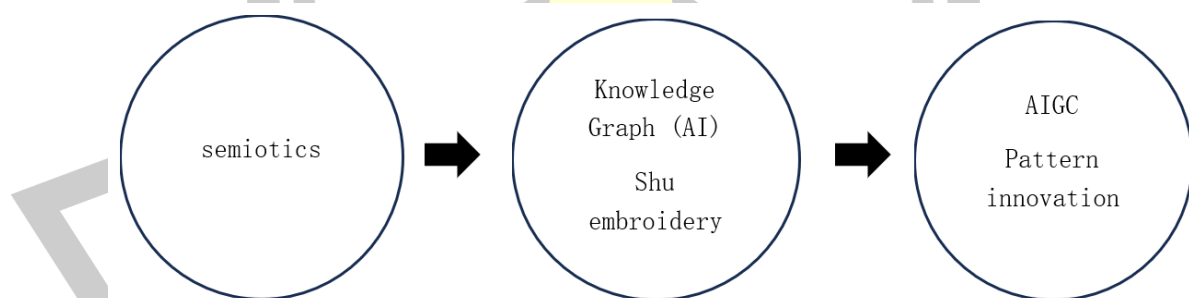 semiotics
Knowledge
Graph (AI)
Shu
embroidery
AIGC
Pattern
innovation